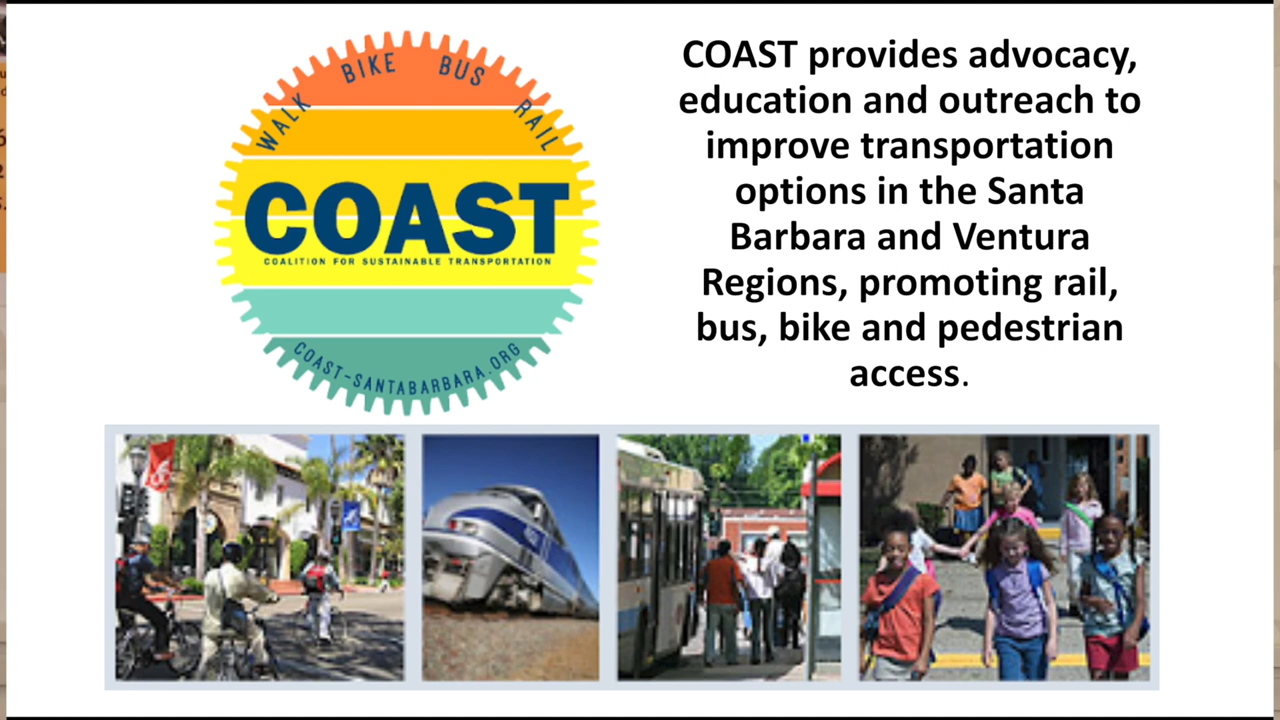 WALK BIKE BUS RAIL
COAST
COALITION FOR SUSTAINABLE TRANSPORTATION
COAST-SANTABARBARA.ORG
COAST provides advocacy,
education and outreach to
improve transportation
options in the Santa
Barbara and Ventura
Regions, promoting rail,
bus, bike and pedestrian
access.